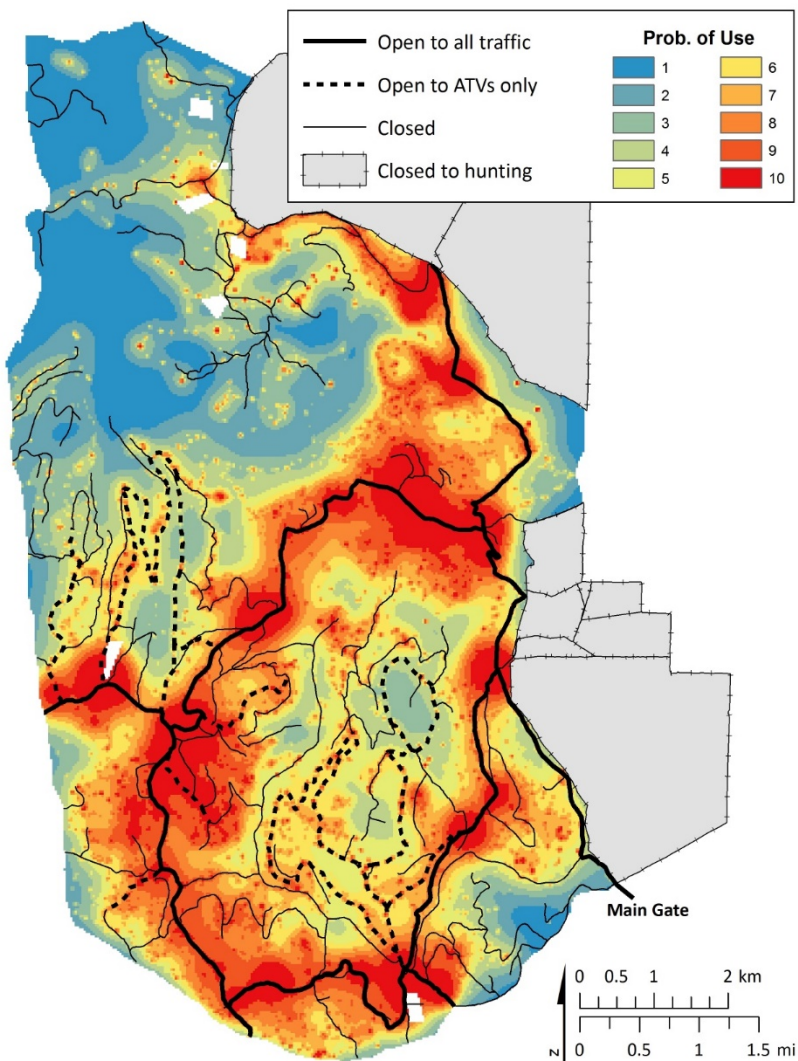 Open to all traffic
Open to ATVs only
Closed
Closed to hunting
Prob. of Use
1
2
3
4
5
6
7
8
9
10
Main Gate
0 0.5 1 2 km
N
0 0.5 1 1.5 mi